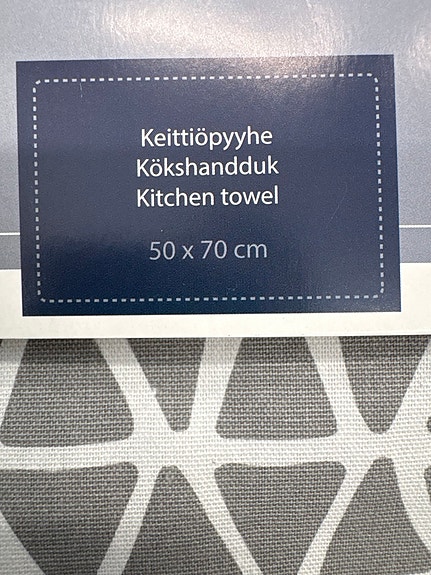 Keittiöpyyhe
Kökshandduk
Kitchen towel
50 x 70 cm